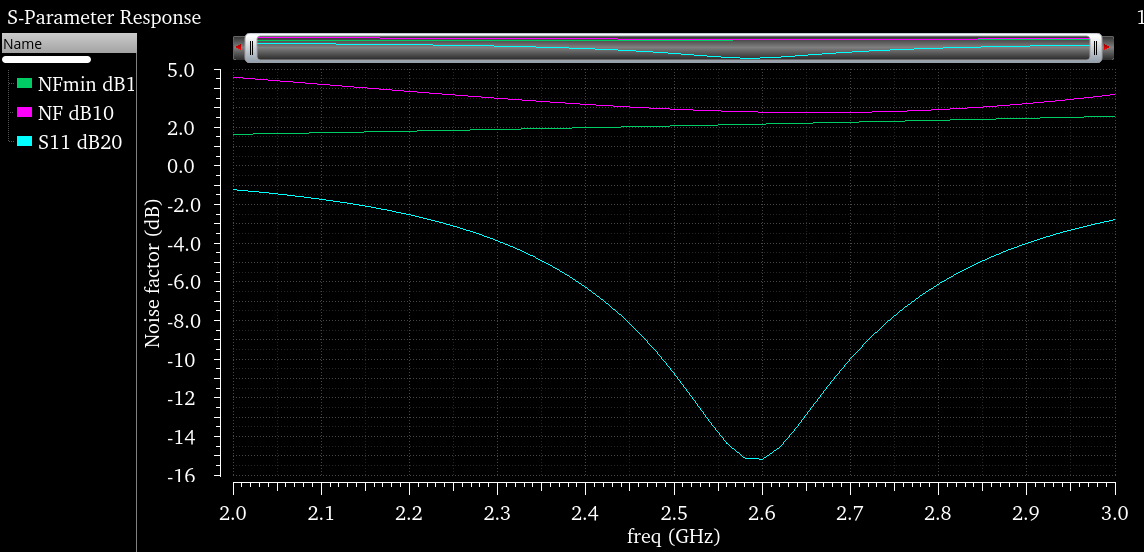 S-Parameter Response
1
Name
NFmin dB1
NF dB10
S11 dB20
Noise factor (dB)
5.0
2.0
0.0
-2.0
-4.0
-6.0
-8.0
-10
-12
-14
-16
2.0 2.1 2.2 2.3 2.4 2.5 2.6 2.7 2.8 2.9 3.0
freq (GHz)